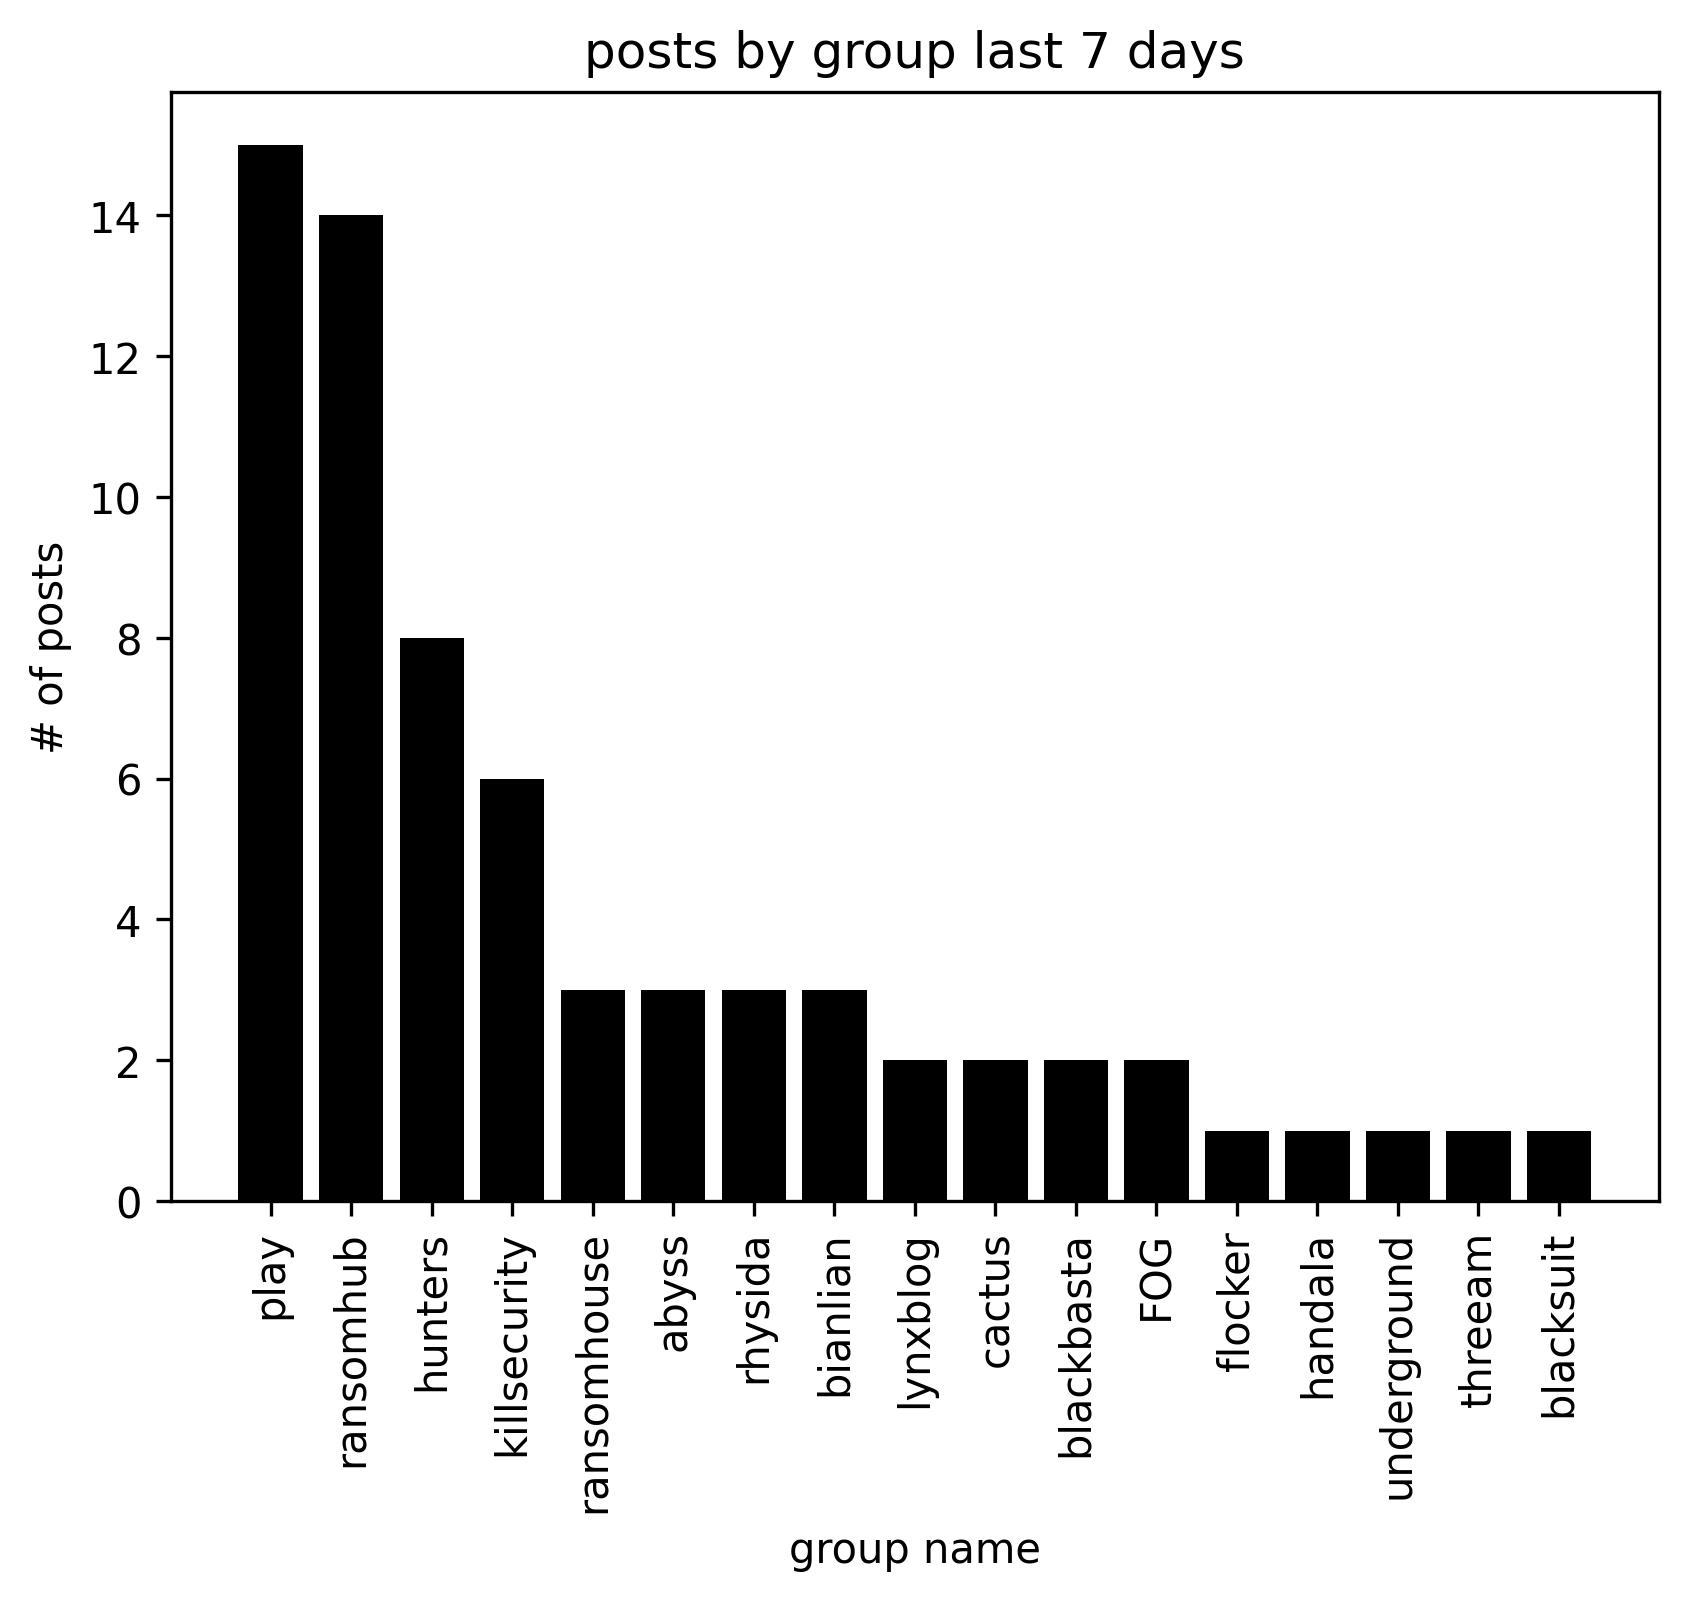 posts by group last 7 days
# of posts
14
12
10
8
6
4
2
0
play
ransomhub
hunters
killsecurity
ransomhouse
abyss
rhysida
bianlian
lynxblog
cactus
blackbasta
FOG
flocker
handala
underground
threeam
blacksuit
group name